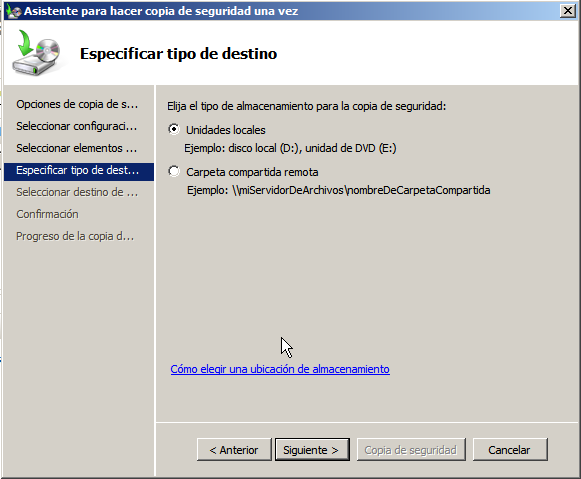 Asistente para hacer copia de seguridad una vez
Especificar tipo de destino
Opciones de copia de s...
Seleccionar configuraci...
Seleccionar elementos ...
Especificar tipo de dest...
Seleccionar destino de ...
Confirmación
Progreso de la copia d...
Elija el tipo de almacenamiento para la copia de seguridad:
Unidades locales
Ejemplo: disco local (D:), unidad de DVD (E:)
Carpeta compartida remota
Ejemplo: \\miServidorDeArchivos\nombreDeCarpetaCompartida
Cómo elegir una ubicación de almacenamiento
< Anterior
Siguiente >
Copia de seguridad
Cancelar